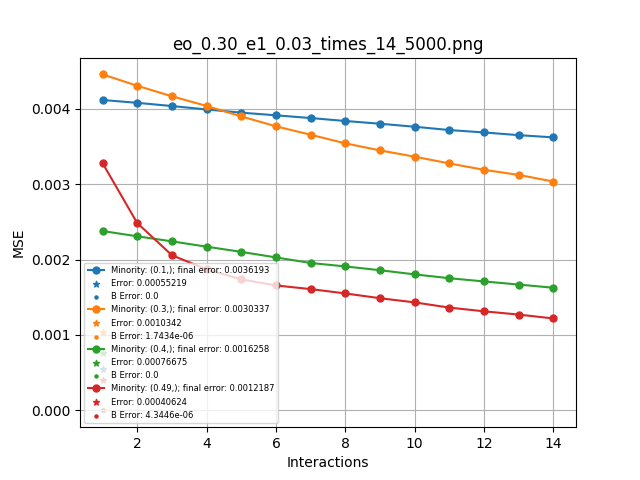 eo_0.30_e1_0.03_times_14_5000.png
MSE
0.004
0.003
0.002
0.001
0.000
Minority: (0.1,); final error: 0.0036193
Error: 0.00055219
B Error: 0.0
Minority: (0.3,); final error: 0.0030337
Error: 0.0010342
B Error: 1.7434e-06
Minority: (0.4,); final error: 0.0016258
Error: 0.00076675
B Error: 0.0
Minority: (0.49,); final error: 0.0012187
Error: 0.00040624
B Error: 4.3446e-06
2 4 6 8 10 12 14
Interactions